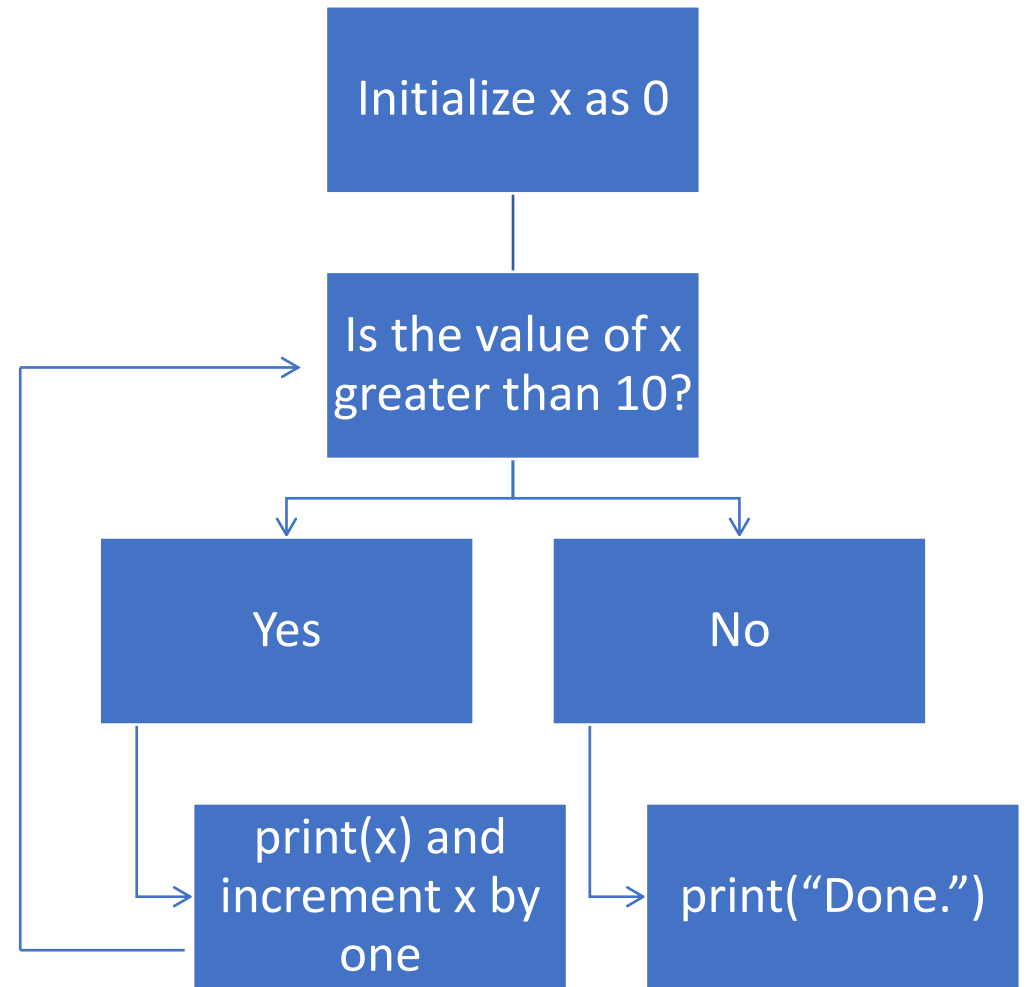 Initialize x as 0
Is the value of x
greater than 10?
Yes
No
print(x) and
increment x by
one
print(“Done.”)